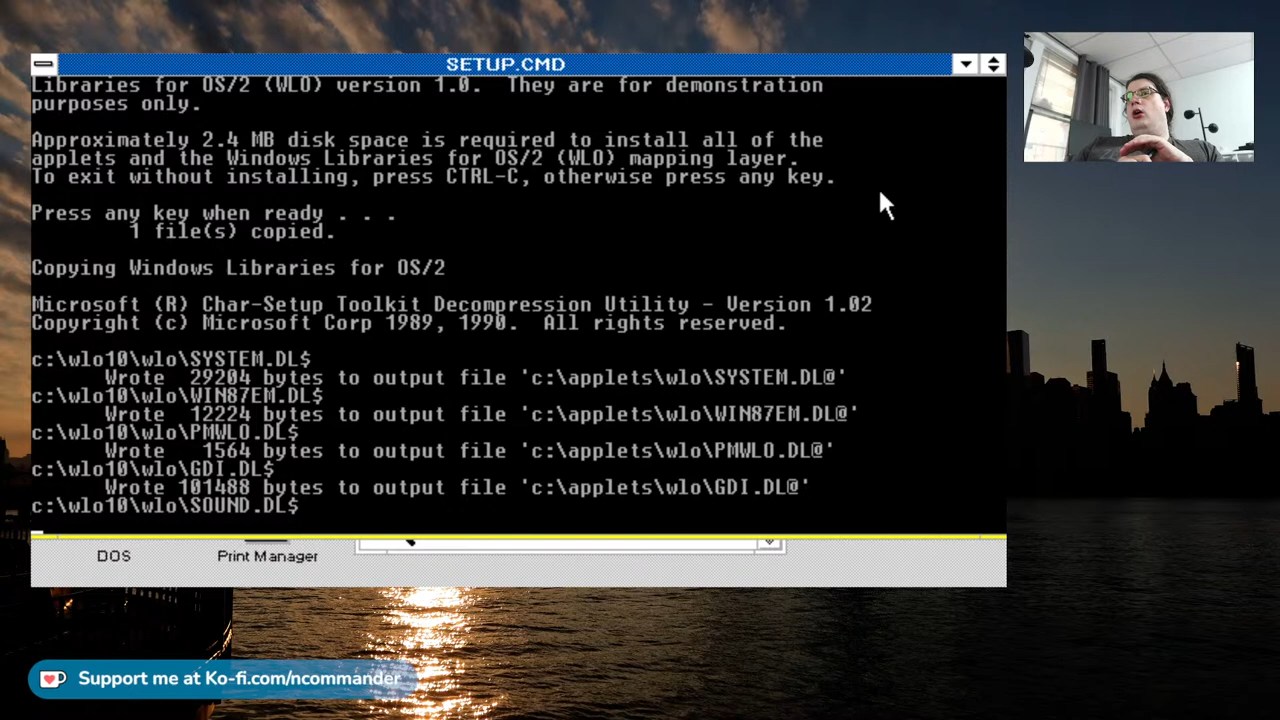 SETUP.CMD
Libraries for OS/2 (WLO) version 1.0.  They are for demonstration
purposes only.
Approximately 2.4 MB disk space is required to install all of the
applets and the Windows Libraries for OS/2 (WLO) mapping layer.
To exit without installing, press CTRL-C, otherwise press any key.
Press any key when ready . . .
        1 file(s) copied.
Copying Windows Libraries for OS/2
Microsoft (R) Char-Setup Toolkit Decompression Utility - Version 1.02
Copyright (c) Microsoft Corp 1989, 1990.  All rights reserved.
c:\wlo10\wlo\SYSTEM.DL$
      Wrote  29204 bytes to output file 'c:\applets\wlo\SYSTEM.DL@'
c:\wlo10\wlo\WIN87EM.DL$
      Wrote  12224 bytes to output file 'c:\applets\wlo\WIN87EM.DL@'
c:\wlo10\wlo\PMWLO.DL$
      Wrote   1564 bytes to output file 'c:\applets\wlo\PMWLO.DL@'
c:\wlo10\wlo\GDI.DL$
      Wrote 101488 bytes to output file 'c:\applets\wlo\GDI.DL@'
c:\wlo10\wlo\SOUND.DL$
DOS Print Manager
Support me at Ko-fi.com/ncommander